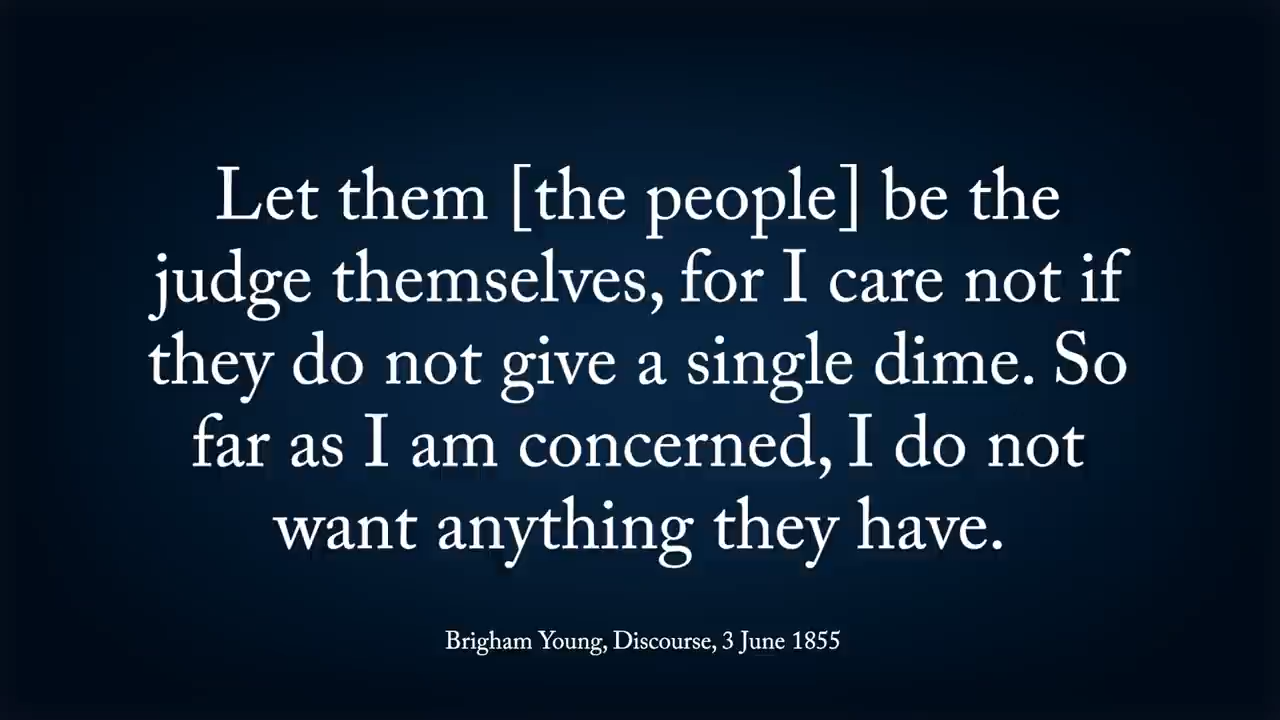 Let them [the people] be the
judge themselves, for I care not if
they do not give a single dime. So
far as I am concerned, I do not
want anything they have.
Brigham Young, Discourse, 3 June 1855